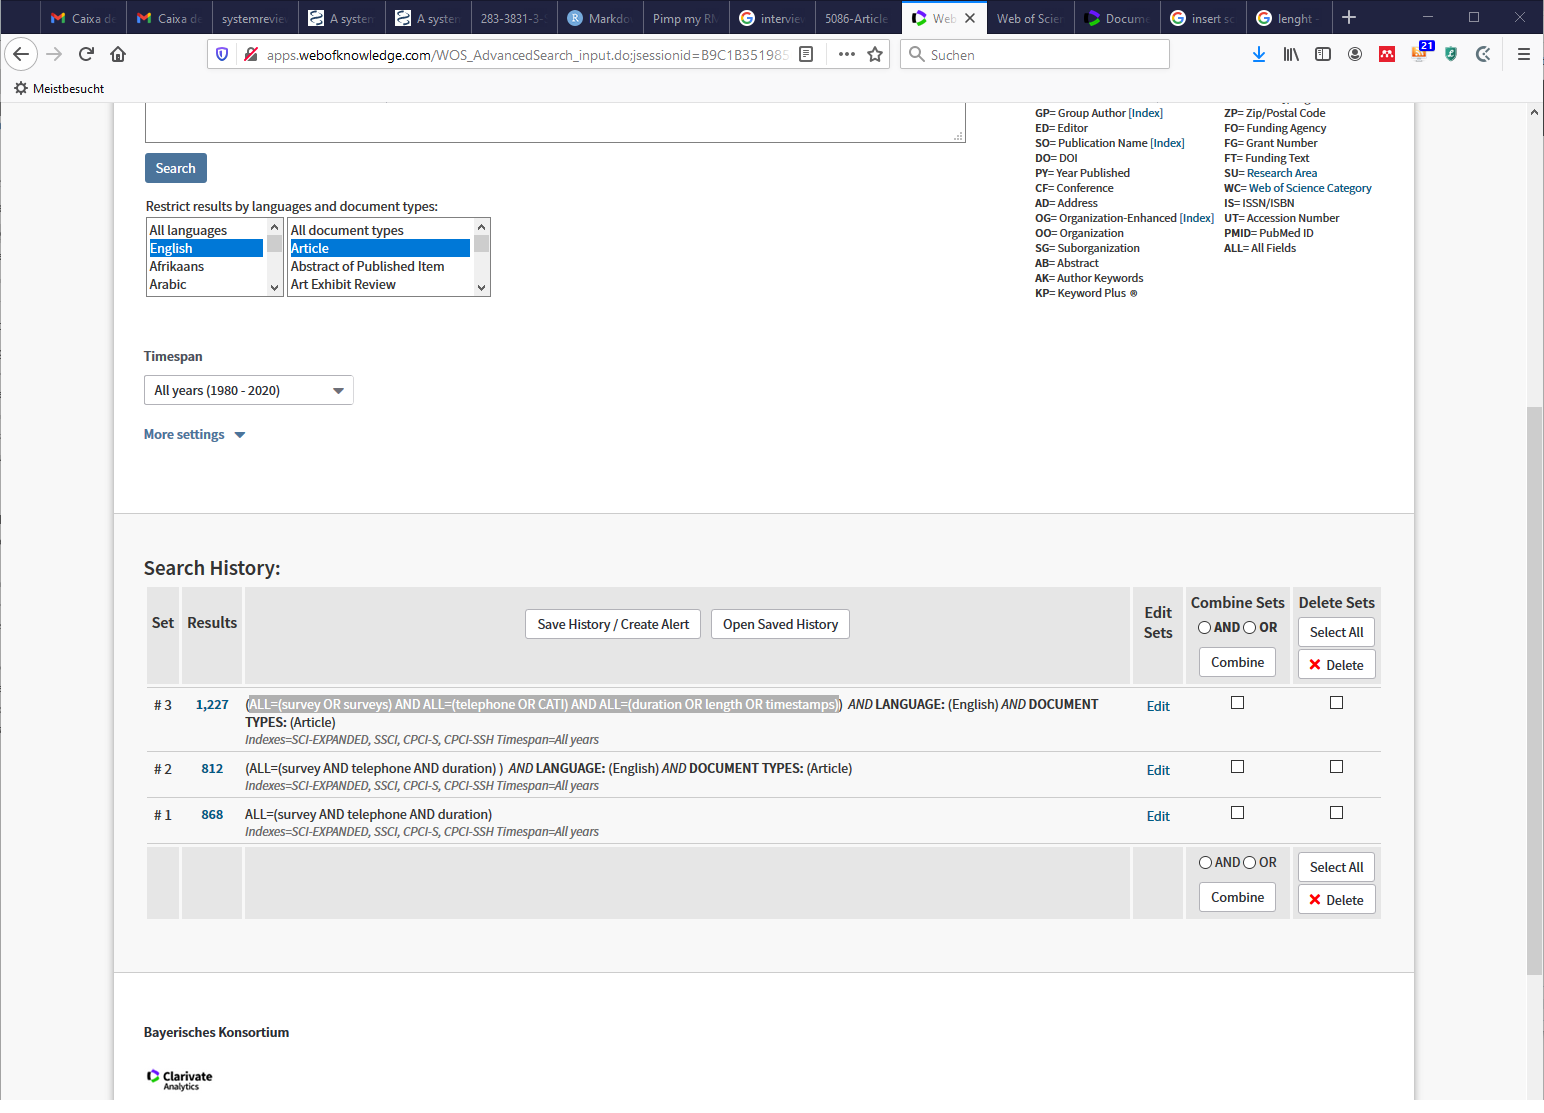 Caixa de
Caixa de
systemreview
A system
A system
283-3831-3-
Markdo
Pimp my RM
interview
5086-Article
Web
Web of Scien
Docum
insert sc
lenght -
apps.webofknowledge.com/WOS_AdvancedSearch_input.do;jsessionid=B9C1B351985
Suchen
21
Meistbesucht
GP= Group Author [Index]
ED= Editor
SO= Publication Name [Index]
DO= DOI
PY= Year Published
CF= Conference
AD= Address
OG= Organization-Enhanced [Index]
OO= Organization
SG= Suborganization
AB= Abstract
AK= Author Keywords
KP= Keyword Plus ®
ZP= Zip/Postal Code
FO= Funding Agency
FG= Grant Number
FT= Funding Text
SU= Research Area
WC= Web of Science Category
IS= ISSN/ISBN
UT= Accession Number
PMID= PubMed ID
ALL= All Fields
Search
Restrict results by languages and document types:
All languages
English
Afrikaans
Arabic
All document types
Article
Abstract of Published Item
Art Exhibit Review
Timespan
All years (1980 - 2020)
More settings
Search History:
Set
Results
Save History / Create Alert
Open Saved History
Edit
Sets
Combine Sets
AND OR
Combine
Delete Sets
Select All
Delete
# 3
1,227
(ALL=(survey OR surveys) AND ALL=(telephone OR CATI) AND ALL=(duration OR length OR timestamps)) AND LANGUAGE: (English) AND DOCUMENT
TYPES: (Article)
Indexes=SCI-EXPANDED, SSCI, CPCI-S, CPCI-SSH Timespan=All years
Edit
# 2
812
(ALL=(survey AND telephone AND duration) ) AND LANGUAGE: (English) AND DOCUMENT TYPES: (Article)
Indexes=SCI-EXPANDED, SSCI, CPCI-S, CPCI-SSH Timespan=All years
Edit
# 1
868
ALL=(survey AND telephone AND duration)
Indexes=SCI-EXPANDED, SSCI, CPCI-S, CPCI-SSH Timespan=All years
Edit
AND OR
Combine
Select All
Delete
Bayerisches Konsortium
Clarivate
Analytics